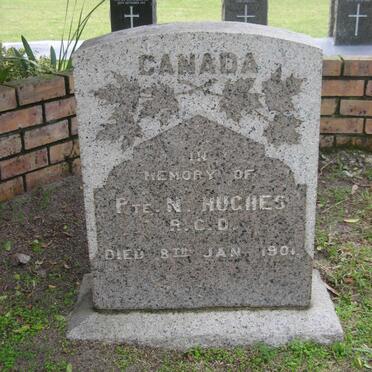 CANADA
IN
MEMORY OF
PTE. N. HUGHES
R.C.D.
DIED 8TH JAN. 1901.